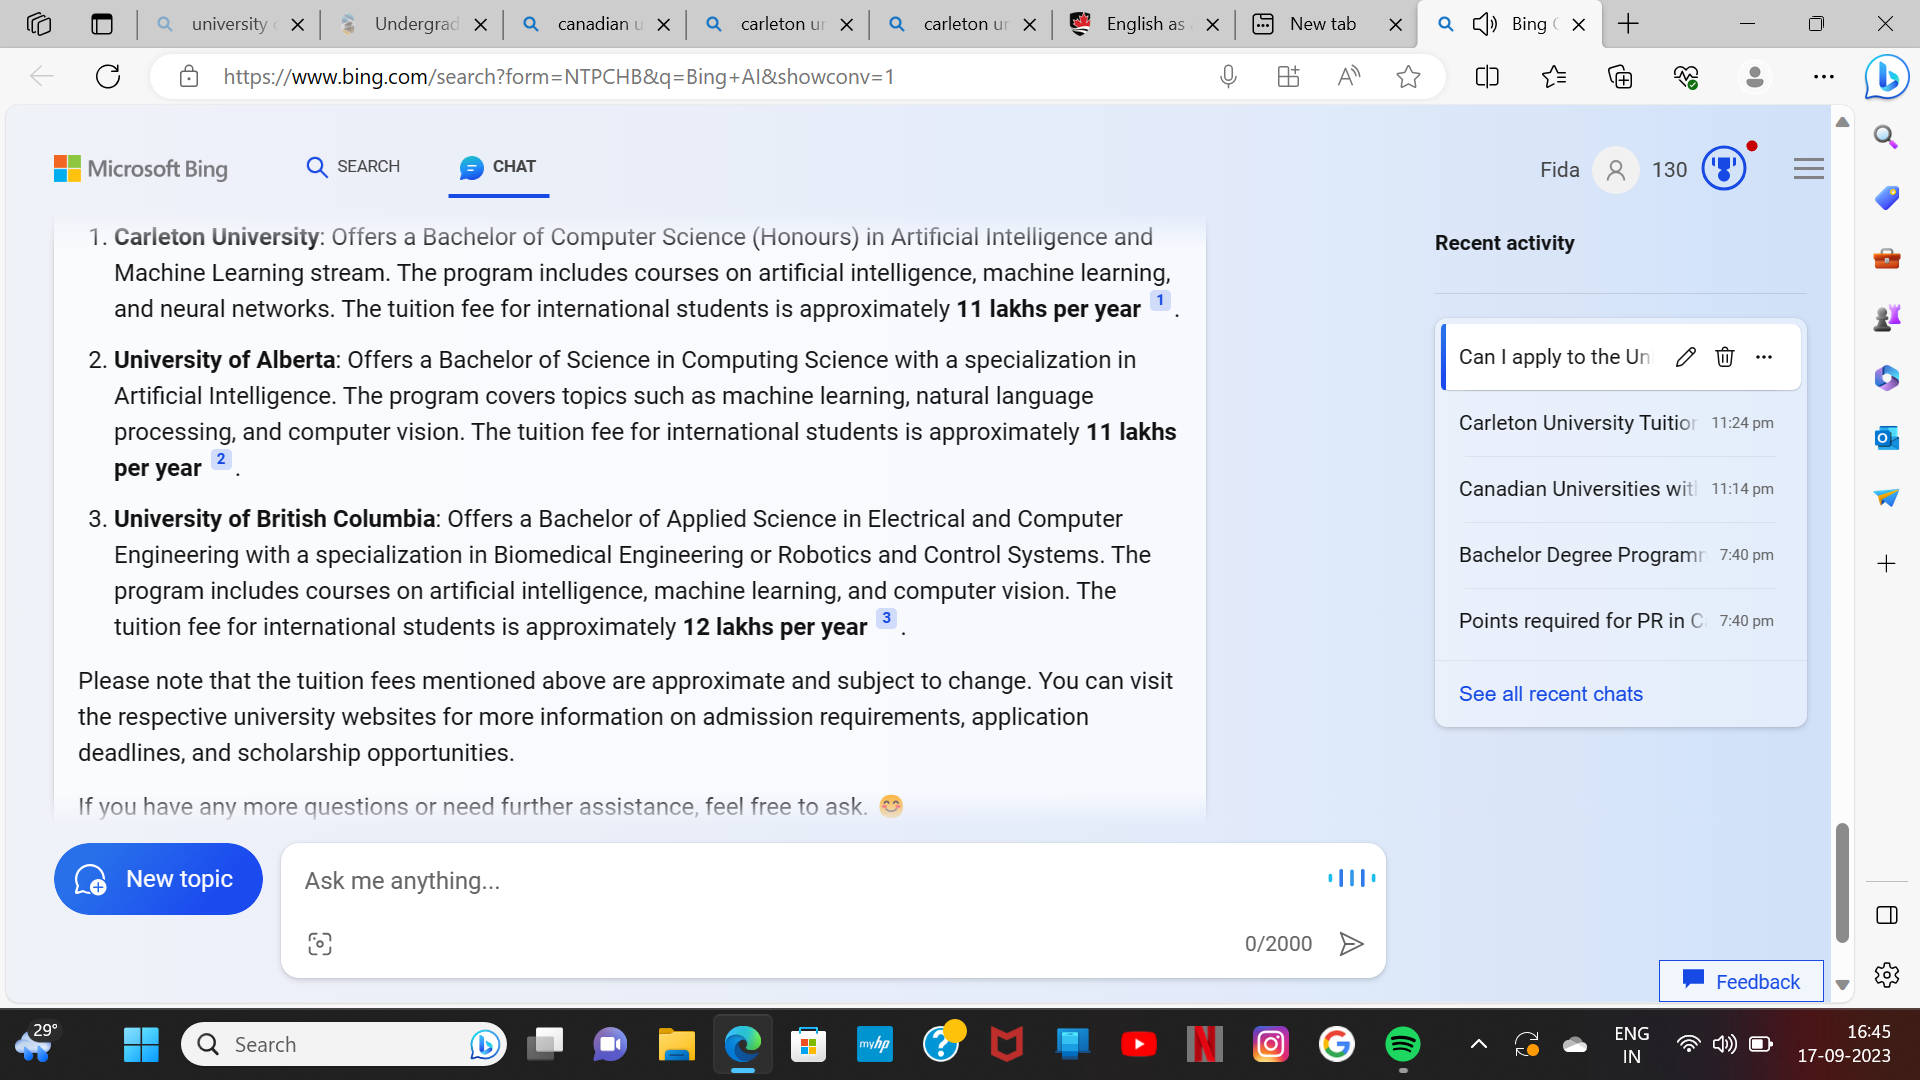 university
Undergrad
canadian u
carleton ur
carleton ur
English as
New tab
Bing
https://www.bing.com/search?form=NTPCHB&q=Bing+AI&showconv=1
Microsoft Bing
SEARCH
CHAT
Fida
130
1. Carleton University: Offers a Bachelor of Computer Science (Honours) in Artificial Intelligence and
Machine Learning stream. The program includes courses on artificial intelligence, machine learning,
and neural networks. The tuition fee for international students is approximately 11 lakhs per year 1.
2. University of Alberta: Offers a Bachelor of Science in Computing Science with a specialization in
Artificial Intelligence. The program covers topics such as machine learning, natural language
processing, and computer vision. The tuition fee for international students is approximately 11 lakhs
per year 2.
3. University of British Columbia: Offers a Bachelor of Applied Science in Electrical and Computer
Engineering with a specialization in Biomedical Engineering or Robotics and Control Systems. The
program includes courses on artificial intelligence, machine learning, and computer vision. The
tuition fee for international students is approximately 12 lakhs per year 3.
Please note that the tuition fees mentioned above are approximate and subject to change. You can visit
the respective university websites for more information on admission requirements, application
deadlines, and scholarship opportunities.
If you have any more questions or need further assistance, feel free to ask. 😊
Recent activity
Can I apply to the Un
Carleton University Tuition 11:24 pm
Canadian Universities with 11:14 pm
Bachelor Degree Programm 7:40 pm
Points required for PR in C 7:40 pm
See all recent chats
New topic
Ask me anything...
0/2000
Feedback
29°
Search
myhp
ENG
IN
16:45
17-09-2023